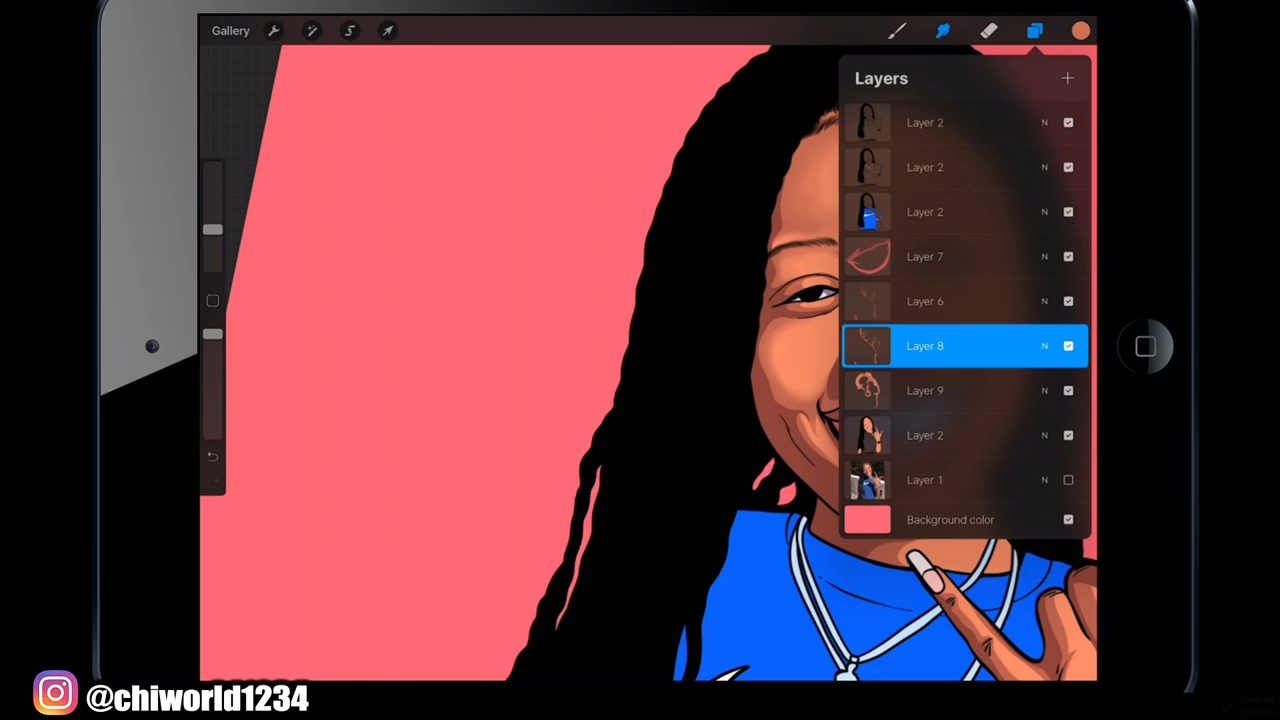 Gallery
Layers
Layer 2 N
Layer 2 N
Layer 2 N
Layer 7 N
Layer 6 N
Layer 8 N
Layer 9 N
Layer 2 N
Layer 1 N
Background color
@chiworld1234